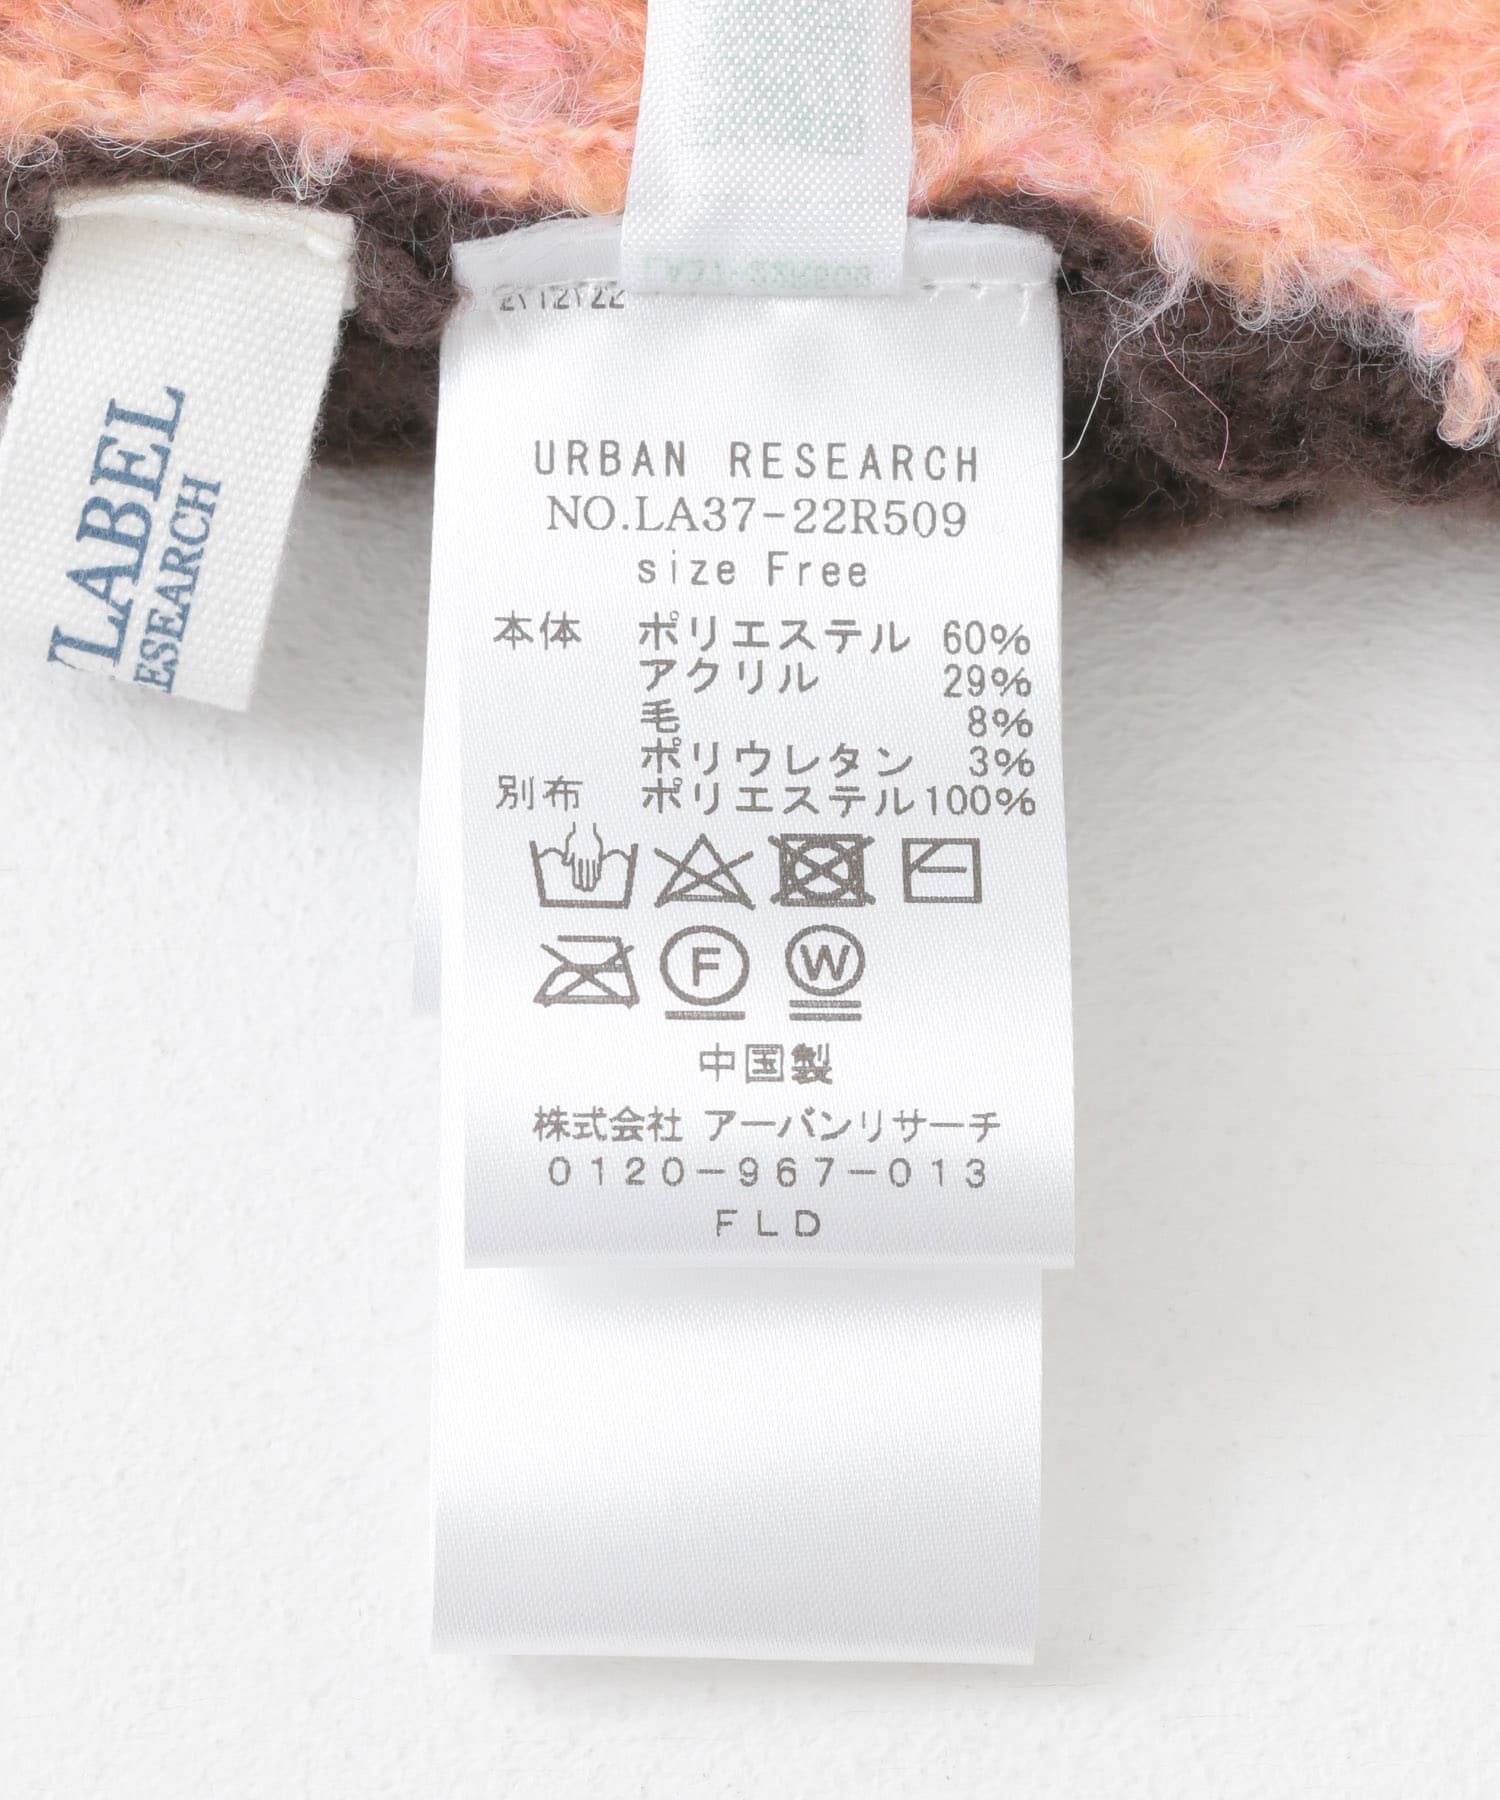 LABEL
RESEARCH
URBAN RESEARCH
NO.LA37-22R509
size Free
本体 ポリエステル 60%
アクリル 29%
毛 8%
ポリウレタン 3%
別布 ポリエステル 100%
F W
中国製
株式会社 アーバンリサーチ
0120-967-013
FLD